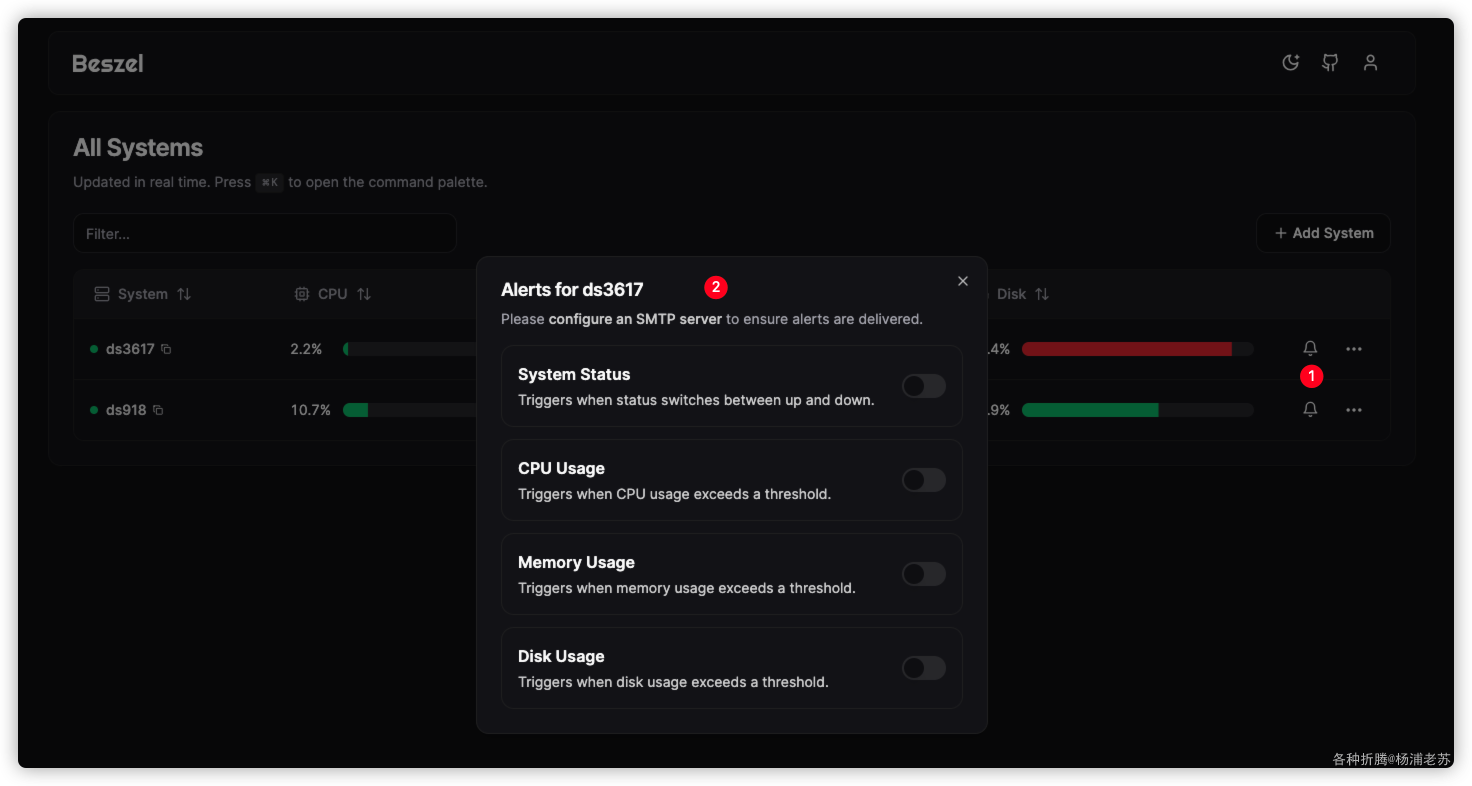 Beszel
All Systems
Updated in real time. Press ⌘K to open the command palette.
Filter...
+ Add System
System
CPU
Disk
Alerts for ds3617
2
Please configure an SMTP server to ensure alerts are delivered.
ds3617
2.2%
.4%
System Status
Triggers when status switches between up and down.
1
ds918
10.7%
.9%
CPU Usage
Triggers when CPU usage exceeds a threshold.
Memory Usage
Triggers when memory usage exceeds a threshold.
Disk Usage
Triggers when disk usage exceeds a threshold.
各种折腾@杨浦老苏